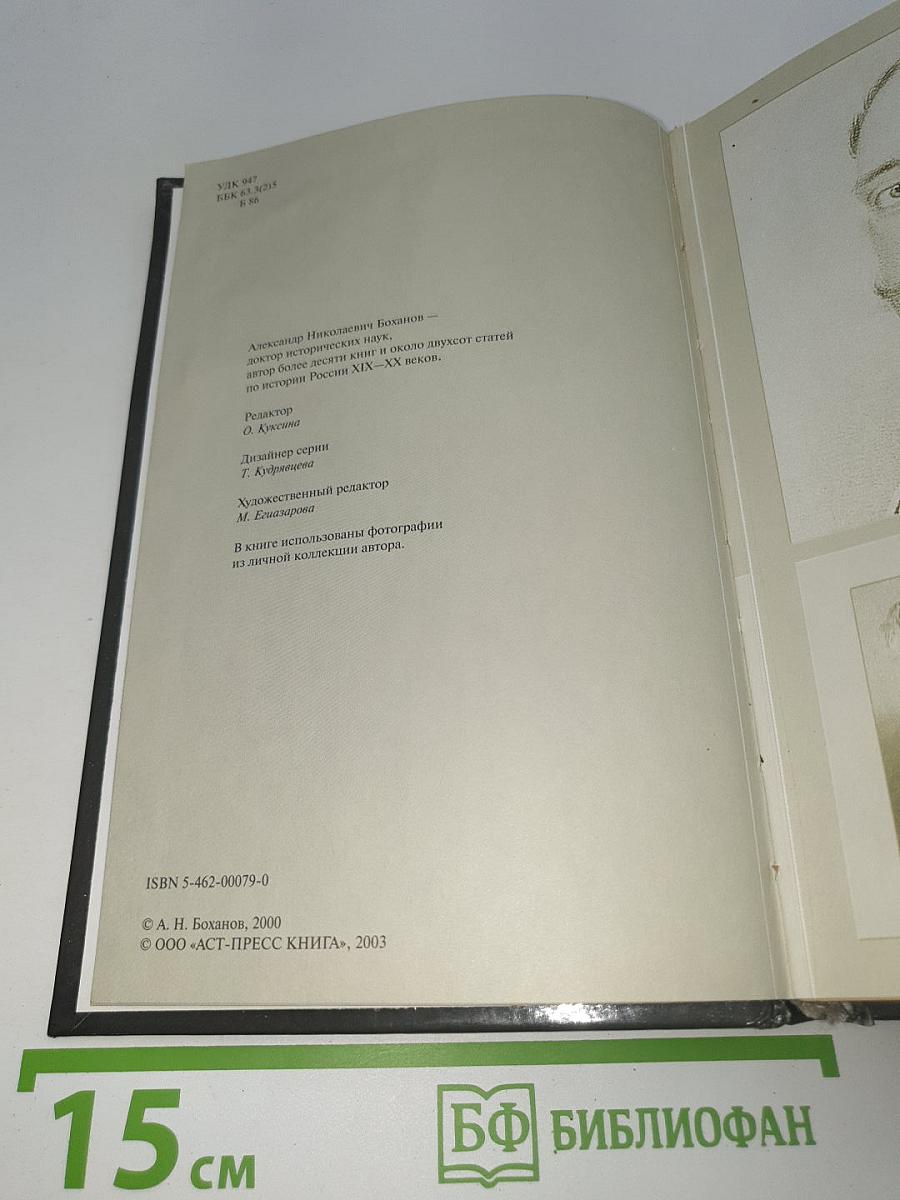 УДК 947
ББК 63.3(2)5
Б 86
Александр Николаевич Боханов —
доктор исторических наук,
автор более десяти книг и около двухсот статей
по истории России XIX—XX веков.
Редактор
О. Куксина
Дизайнер серии
Т. Кудрявцева
Художественный редактор
М. Егиазарова
В книге использованы фотографии
из личной коллекции автора.
ISBN 5-462-00079-0
© А. Н. Боханов, 2000
© ООО «АСТ-ПРЕСС КНИГА», 2003
15 см
БФ БИБЛИОФАН